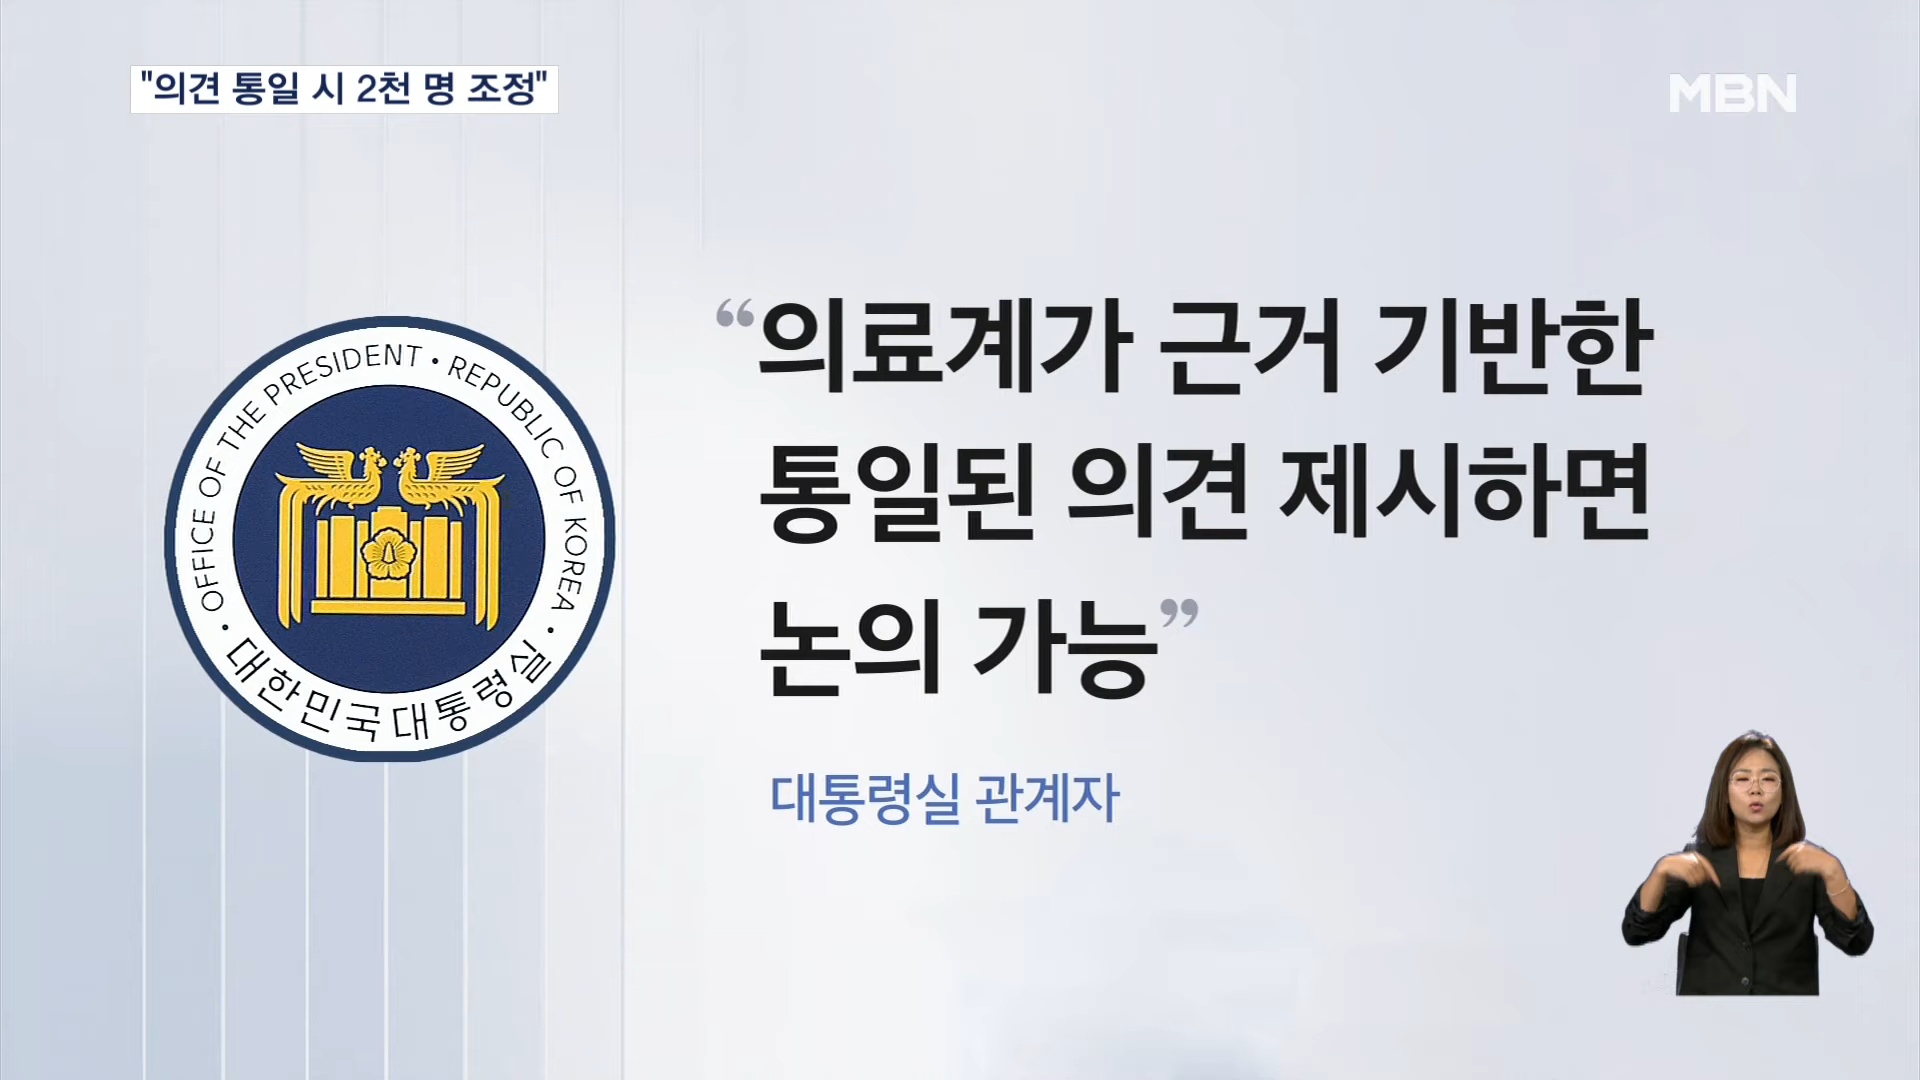 "의견 통일 시 2천 명 조정"
MBN
“의료계가 근거 기반한
통일된 의견 제시하면
논의 가능”
대통령실 관계자
OFFICE OF THE PRESIDENT • REPUBLIC OF KOREA •
대한민국 대통령실 •